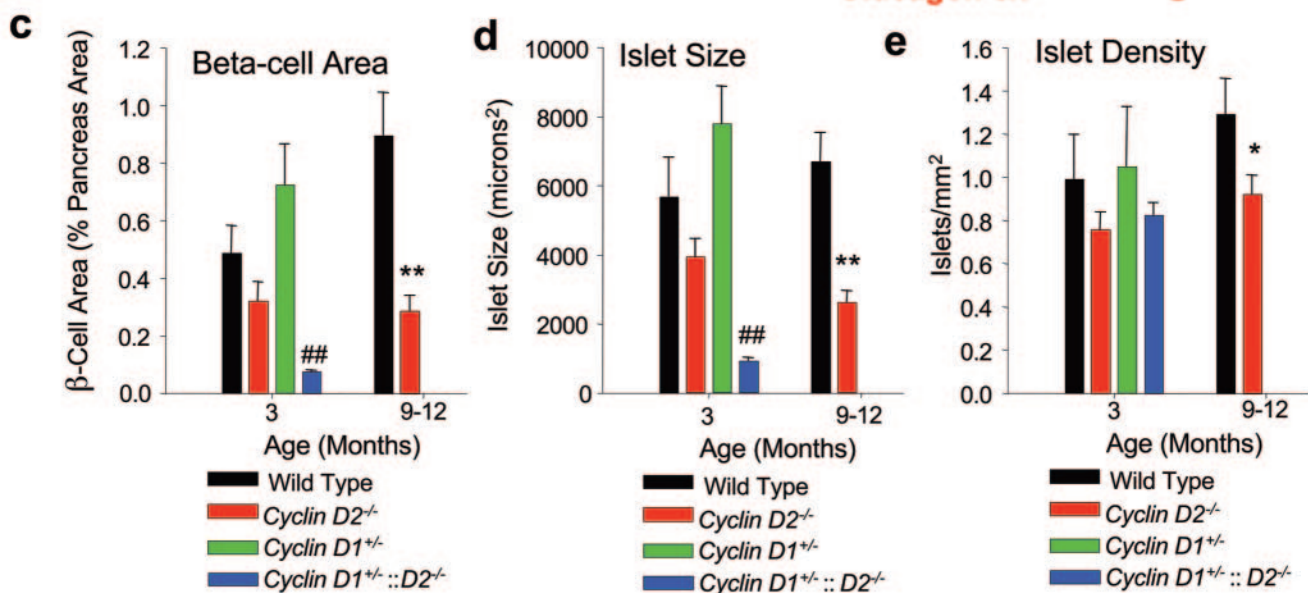 c
Beta-cell Area
β-Cell Area (% Pancreas Area)
1.2
1.0
0.8
0.6
0.4
0.2
0.0
##
**
3
9-12
Age (Months)
Wild Type
Cyclin D2-/-
Cyclin D1+/-
Cyclin D1+/- :: D2-/-
d
Islet Size
Islet Size (microns2)
10000
8000
6000
4000
2000
0
##
**
3
9-12
Age (Months)
Wild Type
Cyclin D2-/-
Cyclin D1+/-
Cyclin D1+/- :: D2-/-
e
Islet Density
Islets/mm2
1.6
1.4
1.2
1.0
0.8
1.6
1.4
1.2
1.0
*
3
9-12
Age (Months)
Wild Type
Cyclin D2-/-
Cyclin D1+/-
Cyclin D1+/- :: D2-/-